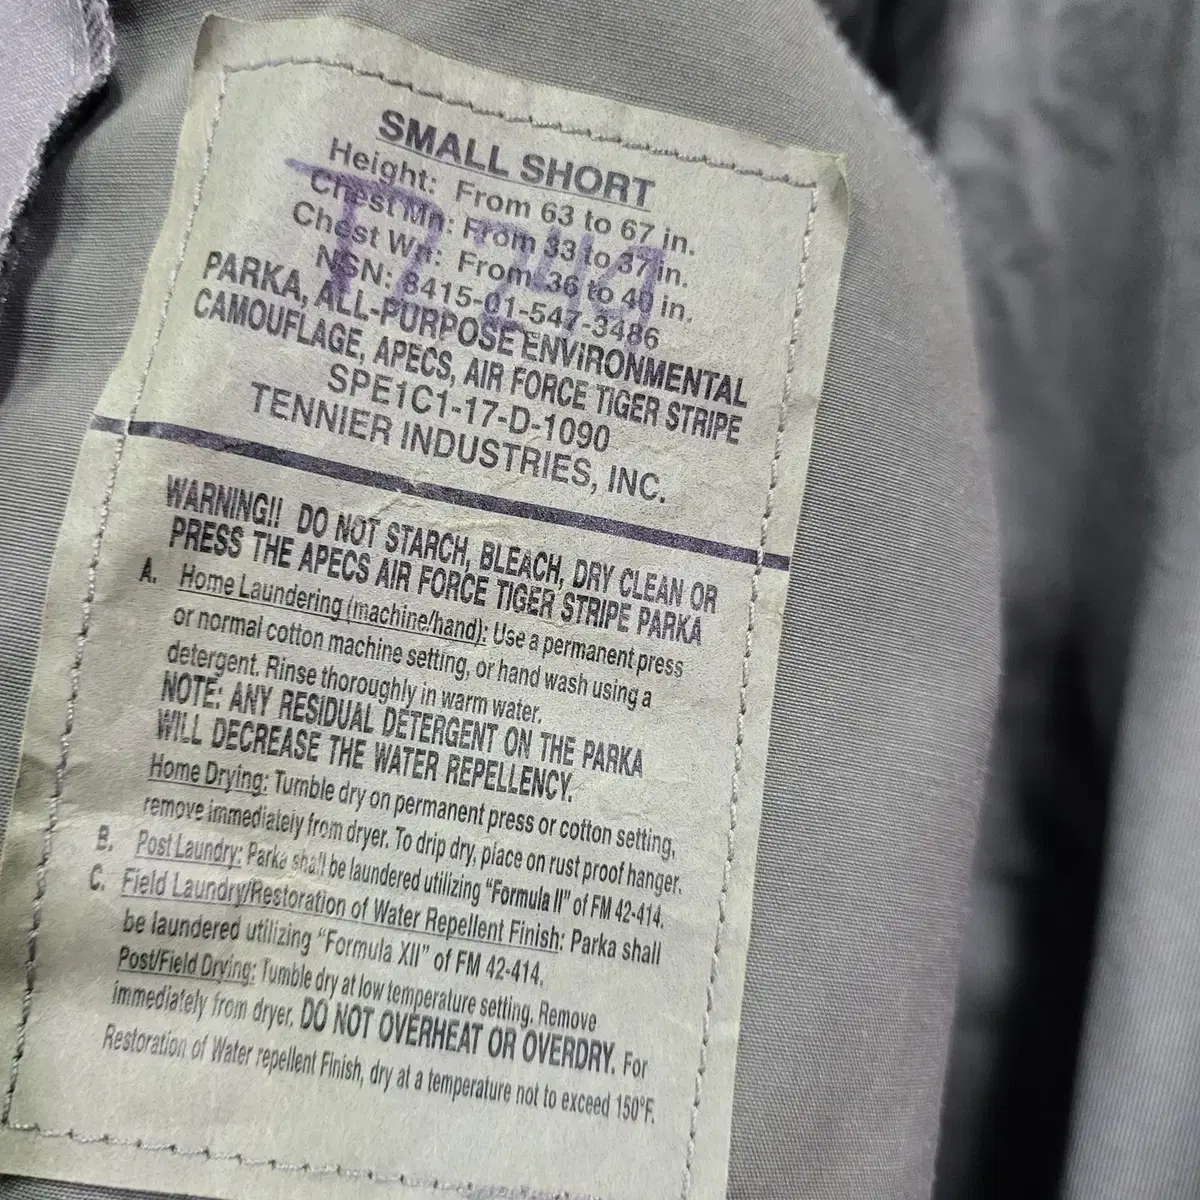 SMALL SHORT
Height: From 63 to 67 in.
Chest Mn: From 33 to 37 in.
Chest Wn: From 36 to 40 in.
NSN: 8415-01-547-3486
PARKA, ALL-PURPOSE ENVIRONMENTAL
CAMOUFLAGE, APECS, AIR FORCE TIGER STRIPE
SPE1C1-17-D-1090
TENNIER INDUSTRIES, INC.
WARNING!! DO NOT STARCH, BLEACH, DRY CLEAN OR
PRESS THE APECS AIR FORCE TIGER STRIPE PARKA
A. Home Laundering (machine/hand): Use a permanent press
or normal cotton machine setting, or hand wash using a
detergent. Rinse thoroughly in warm water.
NOTE: ANY RESIDUAL DETERGENT ON THE PARKA
WILL DECREASE THE WATER REPELLENCY.
Home Drying: Tumble dry on permanent press or cotton setting,
remove immediately from dryer. To drip dry, place on rust proof hanger.
B. Post Laundry: Parka shall be laundered utilizing "Formula II" of FM 42-414.
C. Field Laundry/Restoration of Water Repellent Finish: Parka shall
be laundered utilizing "Formula XII" of FM 42-414.
Post/Field Drying: Tumble dry at low temperature setting. Remove
immediately from dryer. DO NOT OVERHEAT OR OVERDRY. For
Restoration of Water repellent Finish, dry at a temperature not to exceed 150°F.